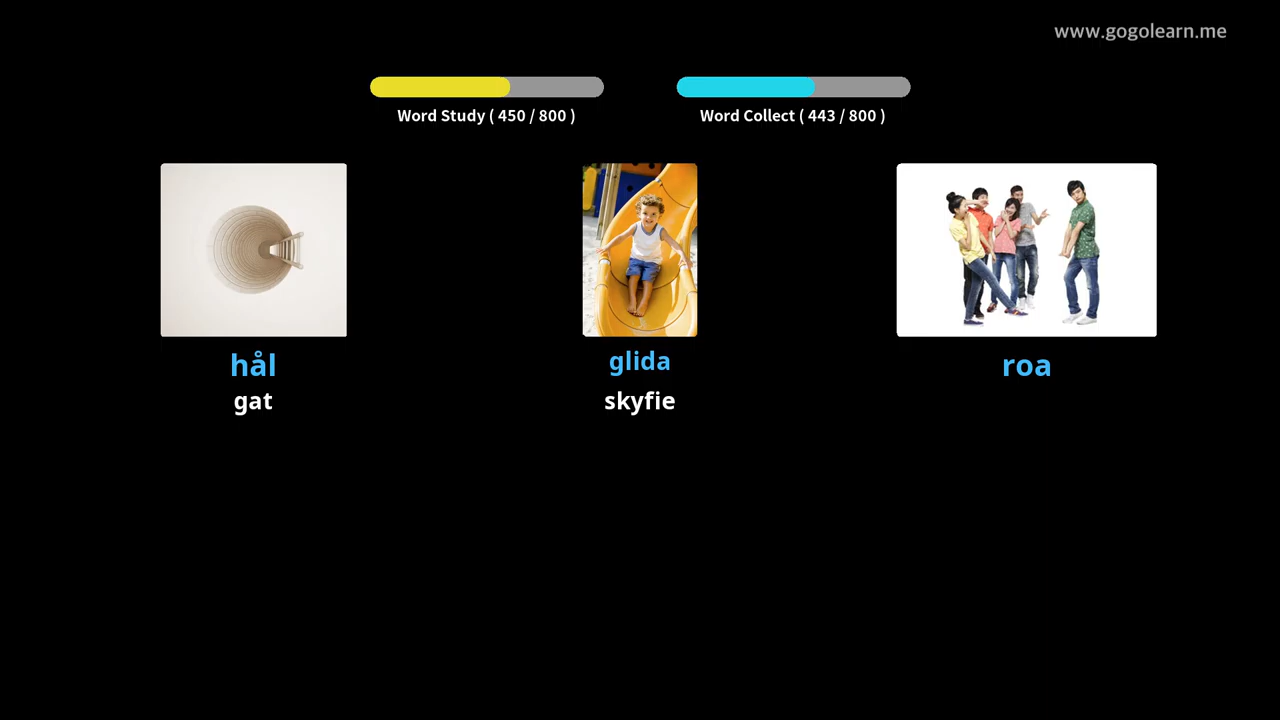 www.gogolearn.me
Word Study ( 450 / 800 )
Word Collect ( 443 / 800 )
hål
glida
roa
gat
skyfie